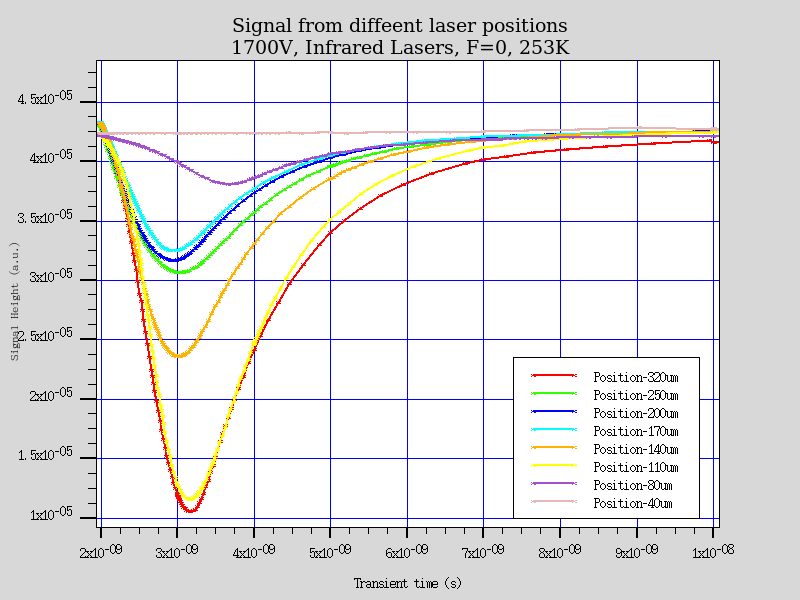 Signal from diffeent laser positions
1700V, Infrared Lasers, F=0, 253K
Signal Height (a.u.)
4.5x10-05
4x10-05
3.5x10-05
3x10-05
2.5x10-05
2x10-05
1.5x10-05
1x10-05
Position-320um
Position-250um
Position-200um
Position-170um
Position-140um
Position-110um
Position-80um
Position-40um
2x10-09 3x10-09 4x10-09 5x10-09 6x10-09 7x10-09 8x10-09 9x10-09 1x10-08
Transient time (s)